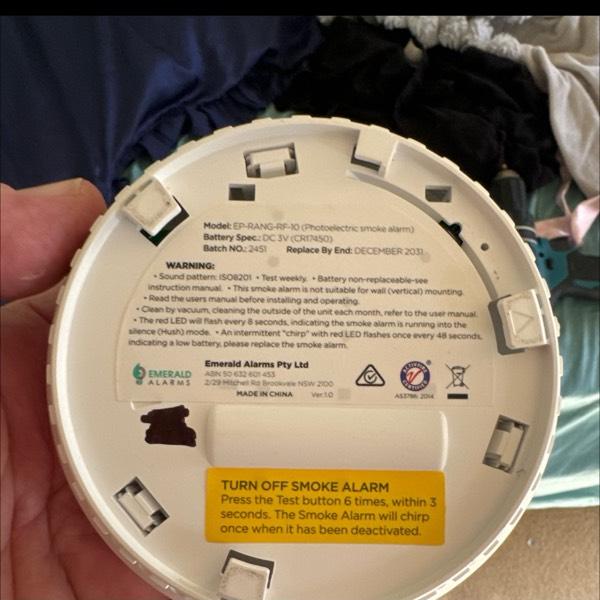 Model: EP-RANG-RF-10 (Photoelectric smoke alarm)
Battery Spec.: DC 3V (CR17450)
Batch NO.: 2451 Replace By End: DECEMBER 2031
WARNING:
• Sound pattern: ISO8201 • Test weekly. • Battery non-replaceable-see
instruction manual. • This smoke alarm is not suitable for wall (vertical) mounting.
• Read the users manual before installing and operating.
• Clean by vacuum, cleaning the outside of the unit each month, refer to the user manual.
• The red LED will flash every 8 seconds, indicating the smoke alarm is running into the
silence (Hush) mode. • An intermittent "chirp" with red LED flashes once every 48 seconds,
indicating a low battery, please replace the smoke alarm.
EMERALD
ALARMS
Emerald Alarms Pty Ltd
ABN 50 632 601 453
2/29 Mitchell Rd Brookvale NSW 2100
MADE IN CHINA Ver:1.0
AS3786: 2014
TURN OFF SMOKE ALARM
Press the Test button 6 times, within 3
seconds. The Smoke Alarm will chirp
once when it has been deactivated.